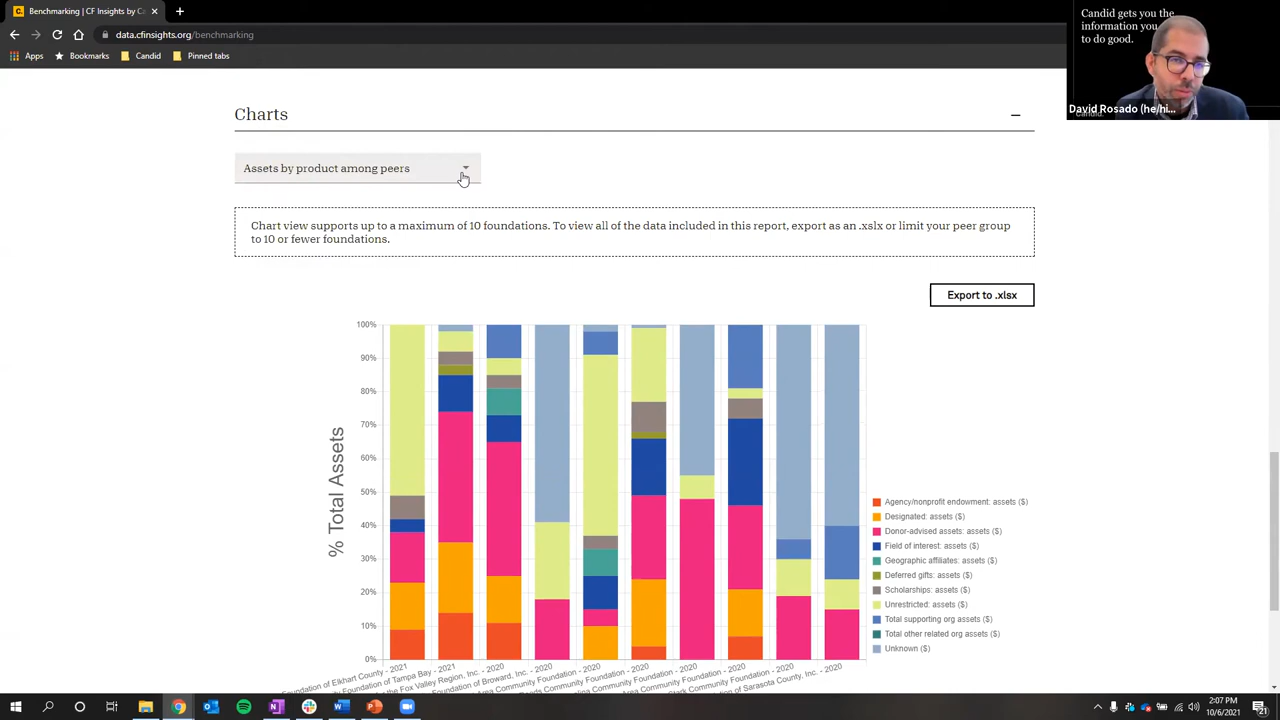 Benchmarking | CF Insights by Ca
data.cfinsights.org/benchmarking
Apps
Bookmarks
Candid
Pinned tabs
Candid gets you the
information you
to do good.
David Rosado (he/hi...
Charts
Assets by product among peers
Chart view supports up to a maximum of 10 foundations. To view all of the data included in this report, export as an .xslx or limit your peer group
to 10 or fewer foundations.
Export to .xlsx
% Total Assets
100%
90%
80%
70%
60%
50%
40%
30%
20%
10%
0%
Agency/nonprofit endowment: assets ($)
Designated: assets ($)
Donor-advised assets: assets ($)
Field of interest: assets ($)
Geographic affiliates: assets ($)
Deferred gifts: assets ($)
Scholarships: assets ($)
Unrestricted: assets ($)
Total supporting org assets ($)
Total other related org assets ($)
Unknown ($)
Foundation of Elkhart County - 2021
Foundation of Tampa Bay - 2021
the Fox Valley Region, Inc. - 2020
Foundation of Broward, Inc. - 2020
Area Community Foundation - 2020
Community Foundation - 2020
Community Foundation - 2020
Community Foundation - 2020
of Sarasota County, Inc. - 2020
2:07 PM
10/6/2021
21